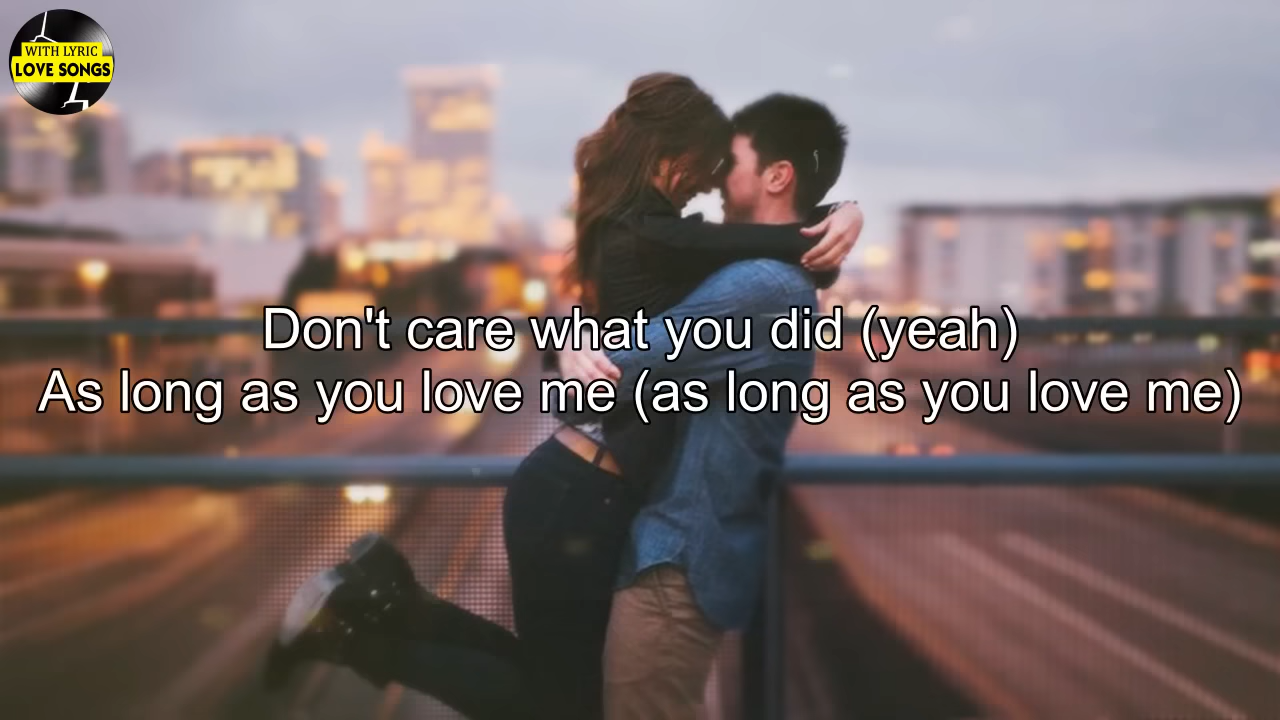 WITH LYRIC
LOVE SONGS
Don't care what you did (yeah)
As long as you love me (as long as you love me)